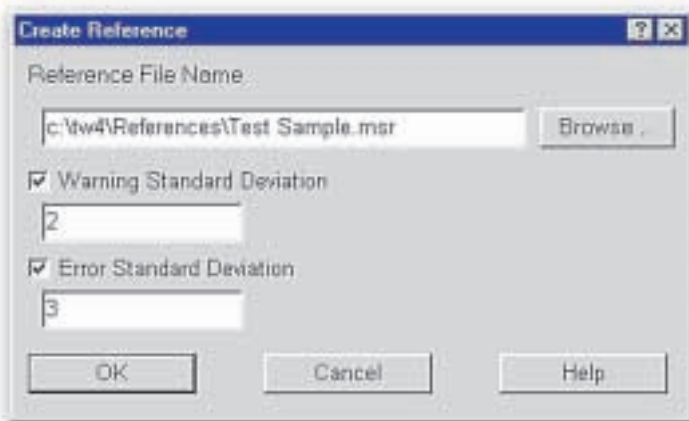 Create Reference
Reference File Name
c:\tw4\References\Test Sample.msr
Browse .
Warning Standard Deviation
2
Error Standard Deviation
3
OK
Cancel
Help